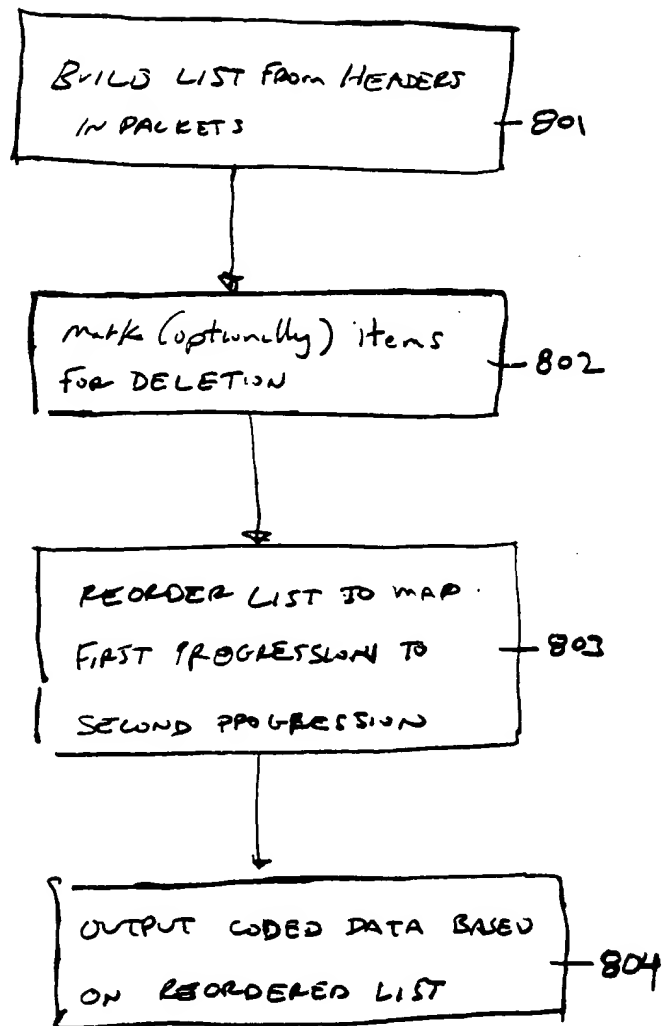 BUILD LIST FROM HEADERS
IN PACKETS
801
mark (optionally) items
FOR DELETION
802
REORDER LIST TO MAP
FIRST PROGRESSION TO
SECOND PROGRESSION
803
OUTPUT CODED DATA BASED
ON REORDERED LIST
804